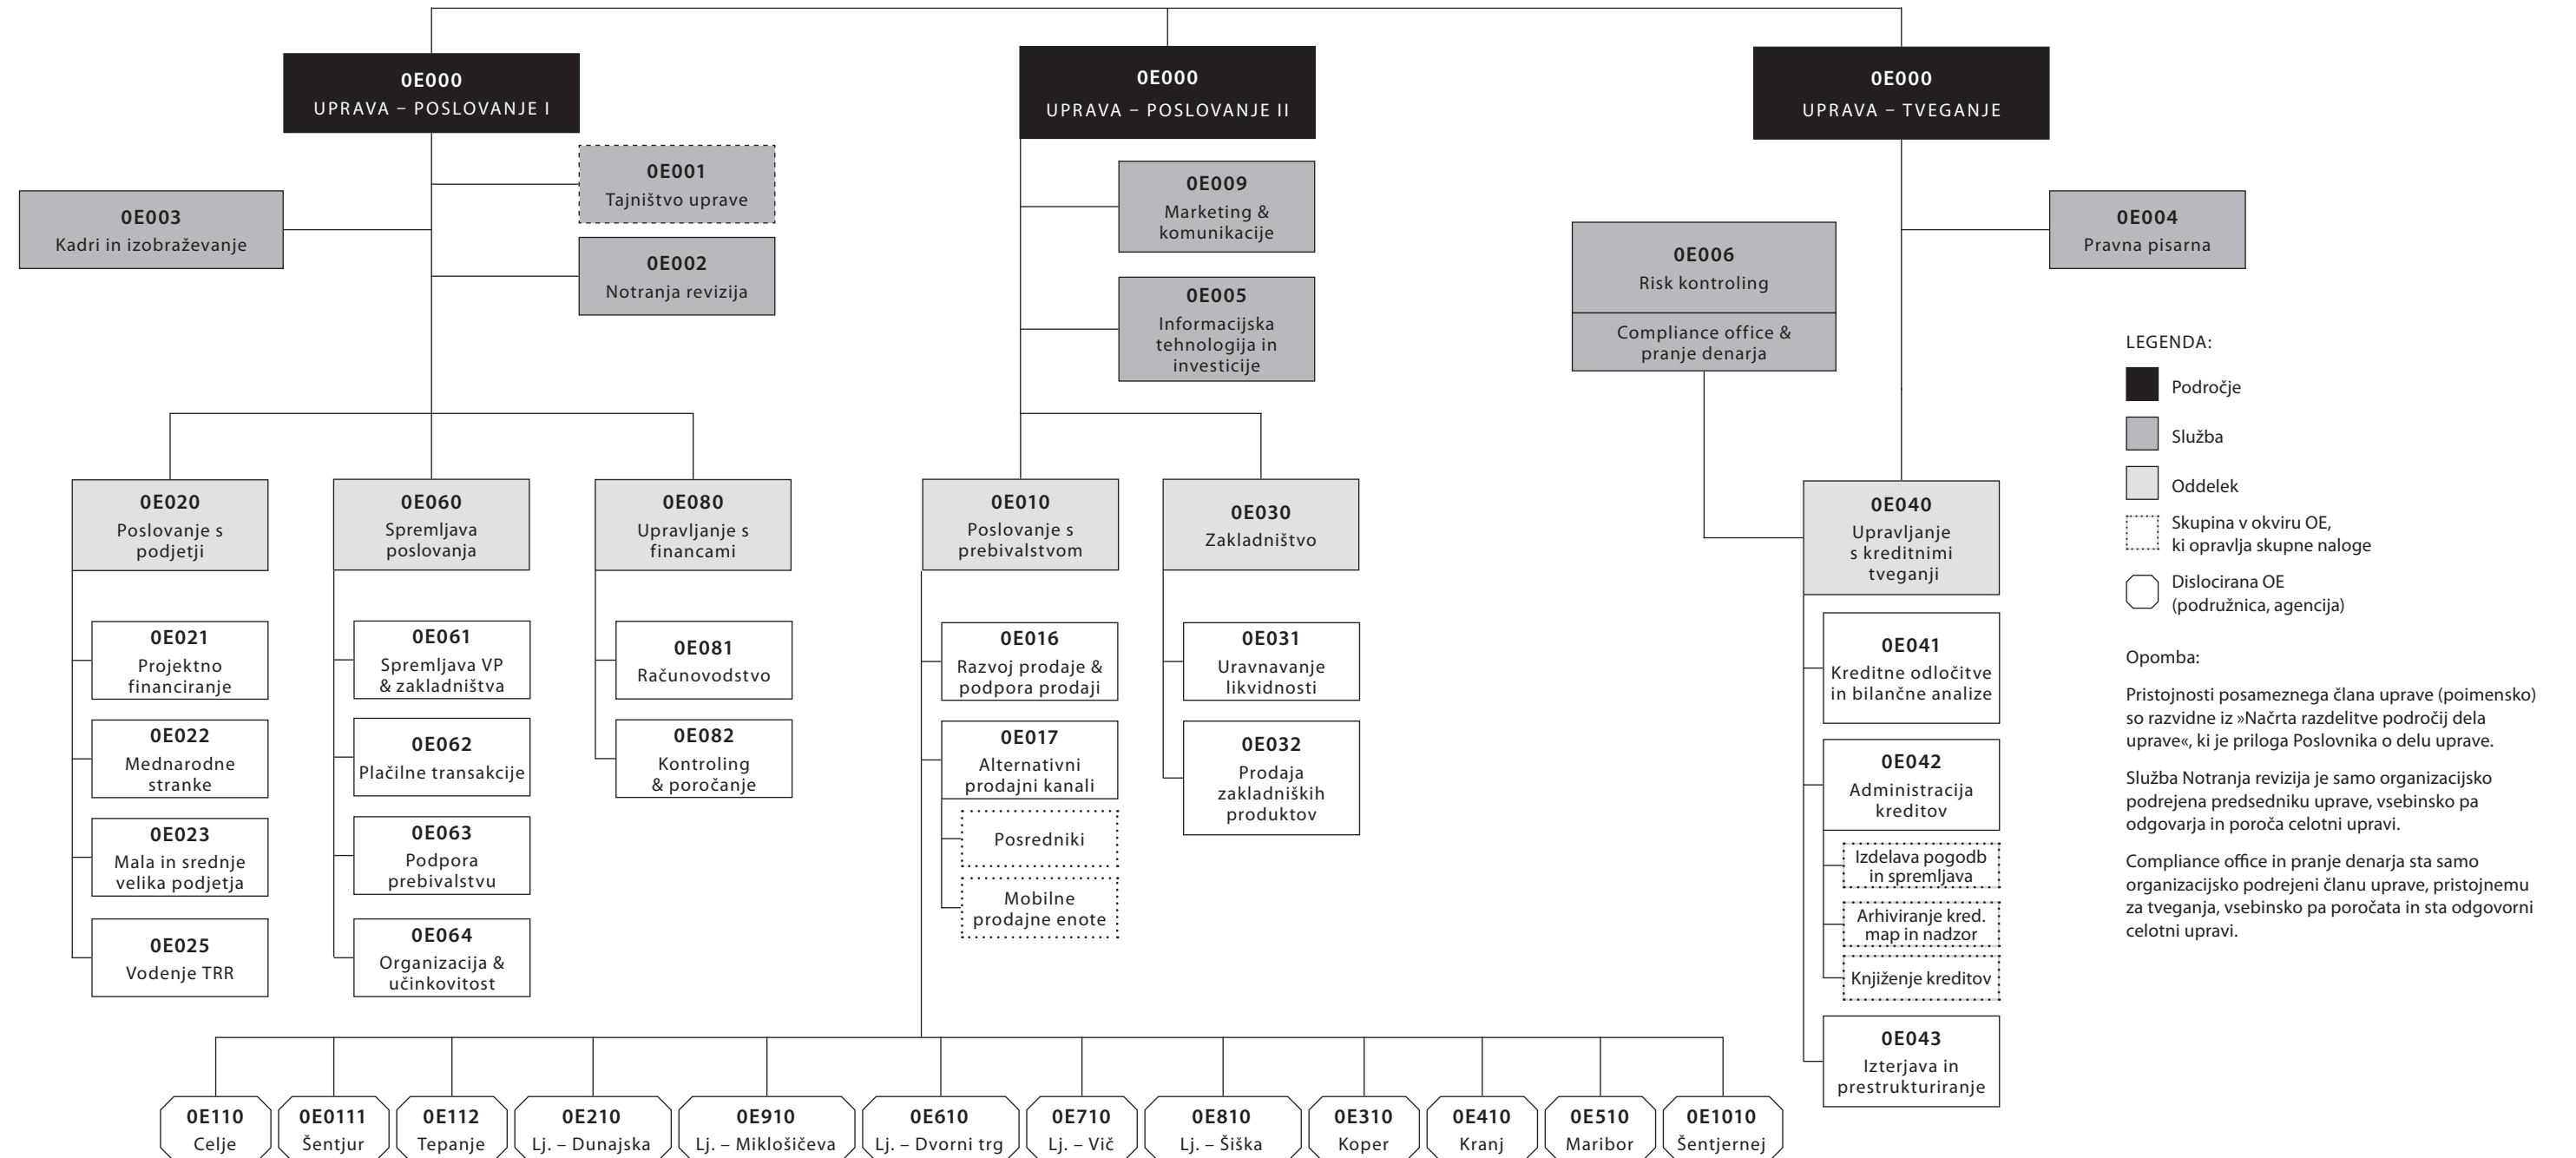 0E000
UPRAVA – POSLOVANJE I
0E001
Tajništvo uprave
0E003
Kadri in izobraževanje
0E002
Notranja revizija
0E020
Poslovanje s
podjetji
0E021
Projektno
financiranje
0E022
Mednarodne
stranke
0E023
Mala in srednje
velika podjetja
0E025
Vodenje TRR
0E060
Spremljava
poslovanja
0E061
Spremljava VP
& zakladništva
0E062
Plačilne transakcije
0E063
Podpora
prebivalstvu
0E064
Organizacija &
učinkovitost
0E080
Upravljanje s
financami
0E081
Računovodstvo
0E082
Kontroling
& poročanje
0E000
UPRAVA – POSLOVANJE II
0E009
Marketing &
komunikacije
0E005
Informacijska
tehnologija in
investicije
0E010
Poslovanje s
prebivalstvom
0E016
Razvoj prodaje &
podpora prodaji
0E017
Alternativni
prodajni kanali
Posredniki
Mobilne
prodajne enote
0E030
Zakladništvo
0E031
Uravnavanje
likvidnosti
0E032
Prodaja
zakladniških
produktov
0E000
UPRAVA – TVEGANJE
0E004
Pravna pisarna
0E006
Risk kontroling
Compliance office &
pranje denarja
0E040
Upravljanje
s kreditnimi
tveganji
0E041
Kreditne odločitve
in bilančne analize
0E042
Administracija
kreditov
Izdelava pogodb
in spremljava
Arhiviranje kred.
map in nadzor
Knjiženje kreditov
0E043
Izterjava in
prestrukturiranje
0E110
Celje
0E0111
Šentjur
0E112
Tepanje
0E210
Lj. – Dunajska
0E910
Lj. – Miklošičeva
0E610
Lj. – Dvorni trg
0E710
Lj. – Vič
0E810
Lj. – Šiška
0E310
Koper
0E410
Kranj
0E510
Maribor
0E1010
Šentjernej
LEGENDA:
Področje
Služba
Oddelek
Skupina v okviru OE,
ki opravlja skupne naloge
Dislocirana OE
(podružnica, agencija)
Opomba:
Pristojnosti posameznega člana uprave (poimensko)
so razvidne iz »Načrta razdelitve področij dela
uprave«, ki je priloga Poslovnika o delu uprave.
Služba Notranja revizija je samo organizacijsko
podrejena predsedniku uprave, vsebinsko pa
odgovarja in poroča celotni upravi.
Compliance office in pranje denarja sta samo
organizacijsko podrejeni članu uprave, pristojnemu
za tveganja, vsebinsko pa poročata in sta odgovorni
celotni upravi.